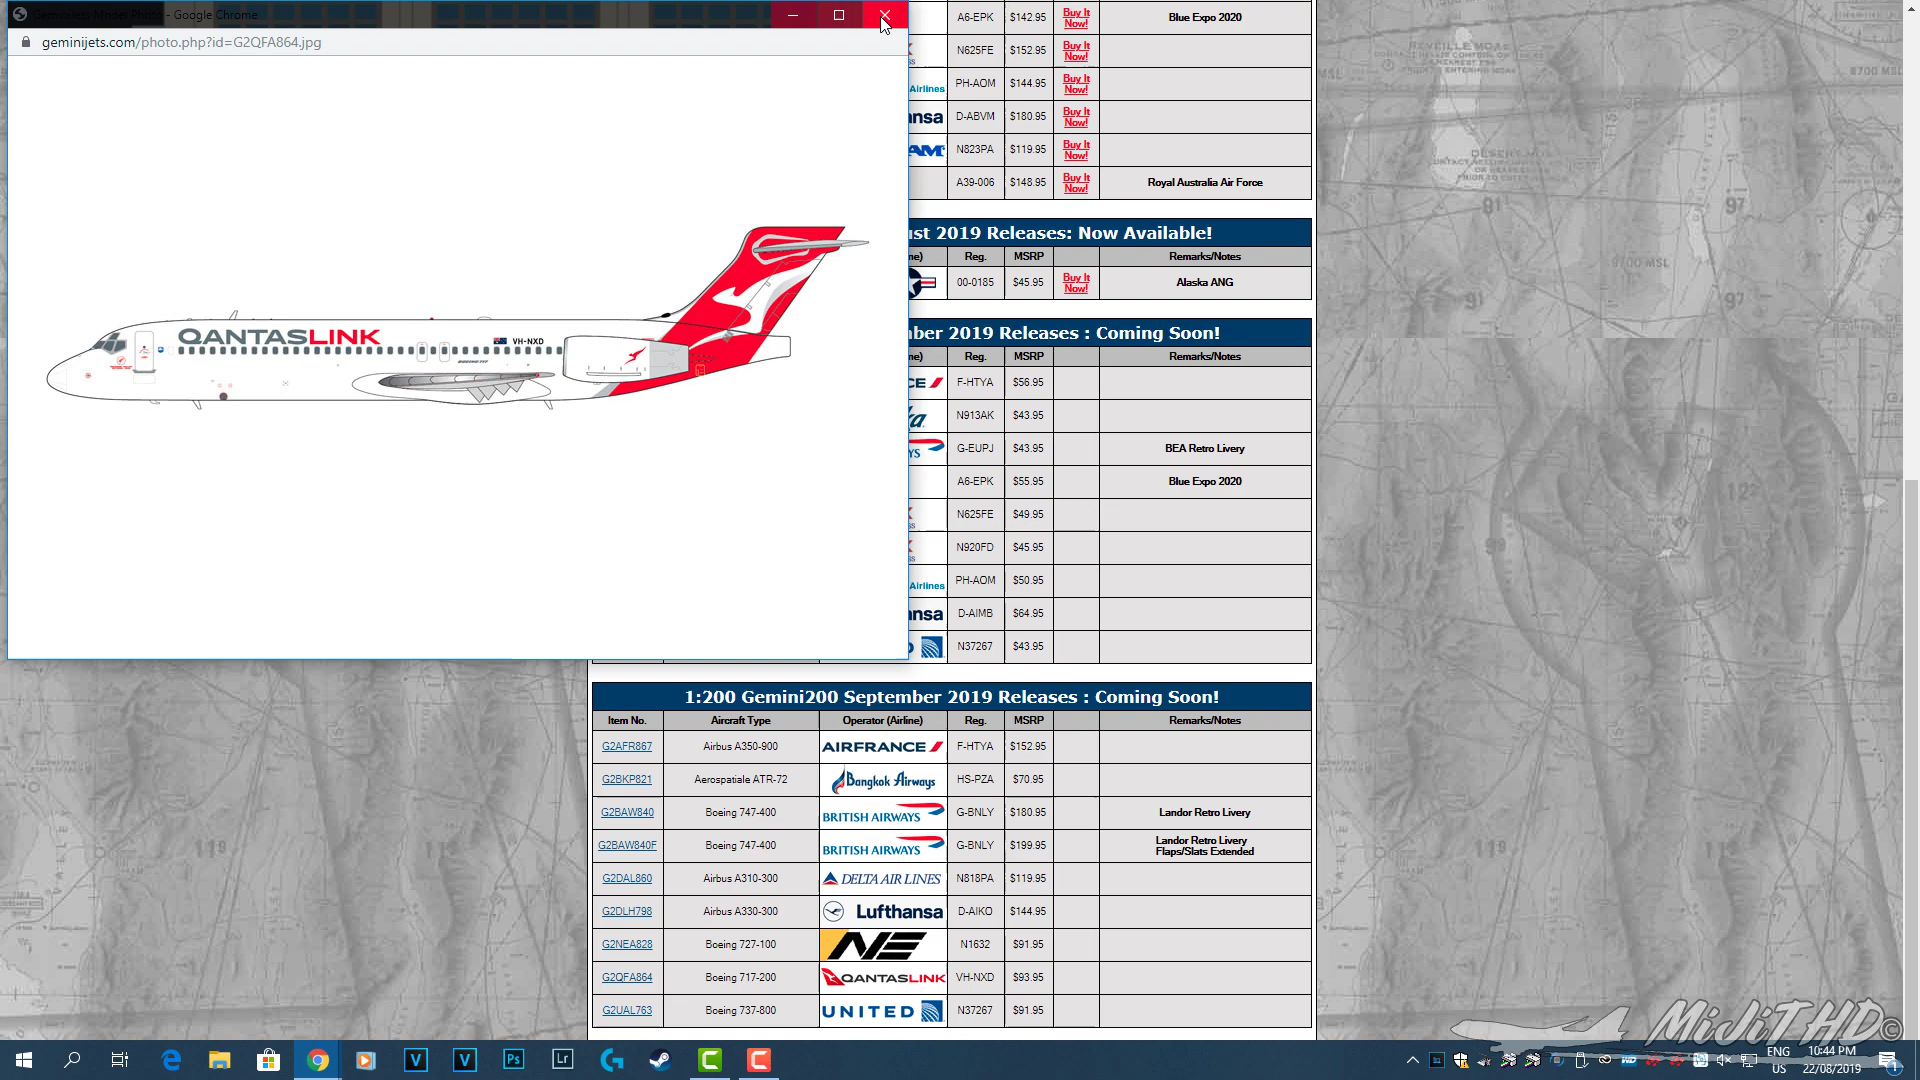 - Google Chrome
geminijets.com/photo.php?id=G2QFA864.jpg
QANTASLINK
VH-NXD
A6-EPK $142.95 Buy It Now! Blue Expo 2020
N625FE $152.95 Buy It Now!
Airlines PH-AOM $144.95 Buy It Now!
nsa D-ABVM $180.95 Buy It Now!
AM N823PA $119.95 Buy It Now!
A39-006 $148.95 Buy It Now! Royal Australia Air Force
ust 2019 Releases: Now Available!
ne) Reg. MSRP Remarks/Notes
00-0185 $45.95 Buy It Now! Alaska ANG
ber 2019 Releases : Coming Soon!
ne) Reg. MSRP Remarks/Notes
CE F-HTYA $56.95
ka. N913AK $43.95
YS G-EUPJ $43.95 BEA Retro Livery
A6-EPK $55.95 Blue Expo 2020
N625FE $49.95
N920FD $45.95
Airlines PH-AOM $50.95
nsa D-AIMB $64.95
N37267 $43.95
1:200 Gemini200 September 2019 Releases : Coming Soon!
Item No. Aircraft Type Operator (Airline) Reg. MSRP Remarks/Notes
G2AFR867 Airbus A350-900 AIRFRANCE F-HTYA $152.95
G2BKP821 Aerospatiale ATR-72 Bangkok Airways HS-PZA $70.95
G2BAW840 Boeing 747-400 BRITISH AIRWAYS G-BNLY $180.95 Landor Retro Livery
G2BAW840F Boeing 747-400 BRITISH AIRWAYS G-BNLY $199.95 Landor Retro Livery Flaps/Slats Extended
G2DAL860 Airbus A310-300 DELTA AIR LINES N818PA $119.95
G2DLH798 Airbus A330-300 Lufthansa D-AIKO $144.95
G2NEA828 Boeing 727-100 NE N1632 $91.95
G2QFA864 Boeing 717-200 QANTASLINK VH-NXD $93.95
G2UAL763 Boeing 737-800 UNITED N37267 $91.95
MiJiTHD©
ENG US
10:44 PM
22/08/2019